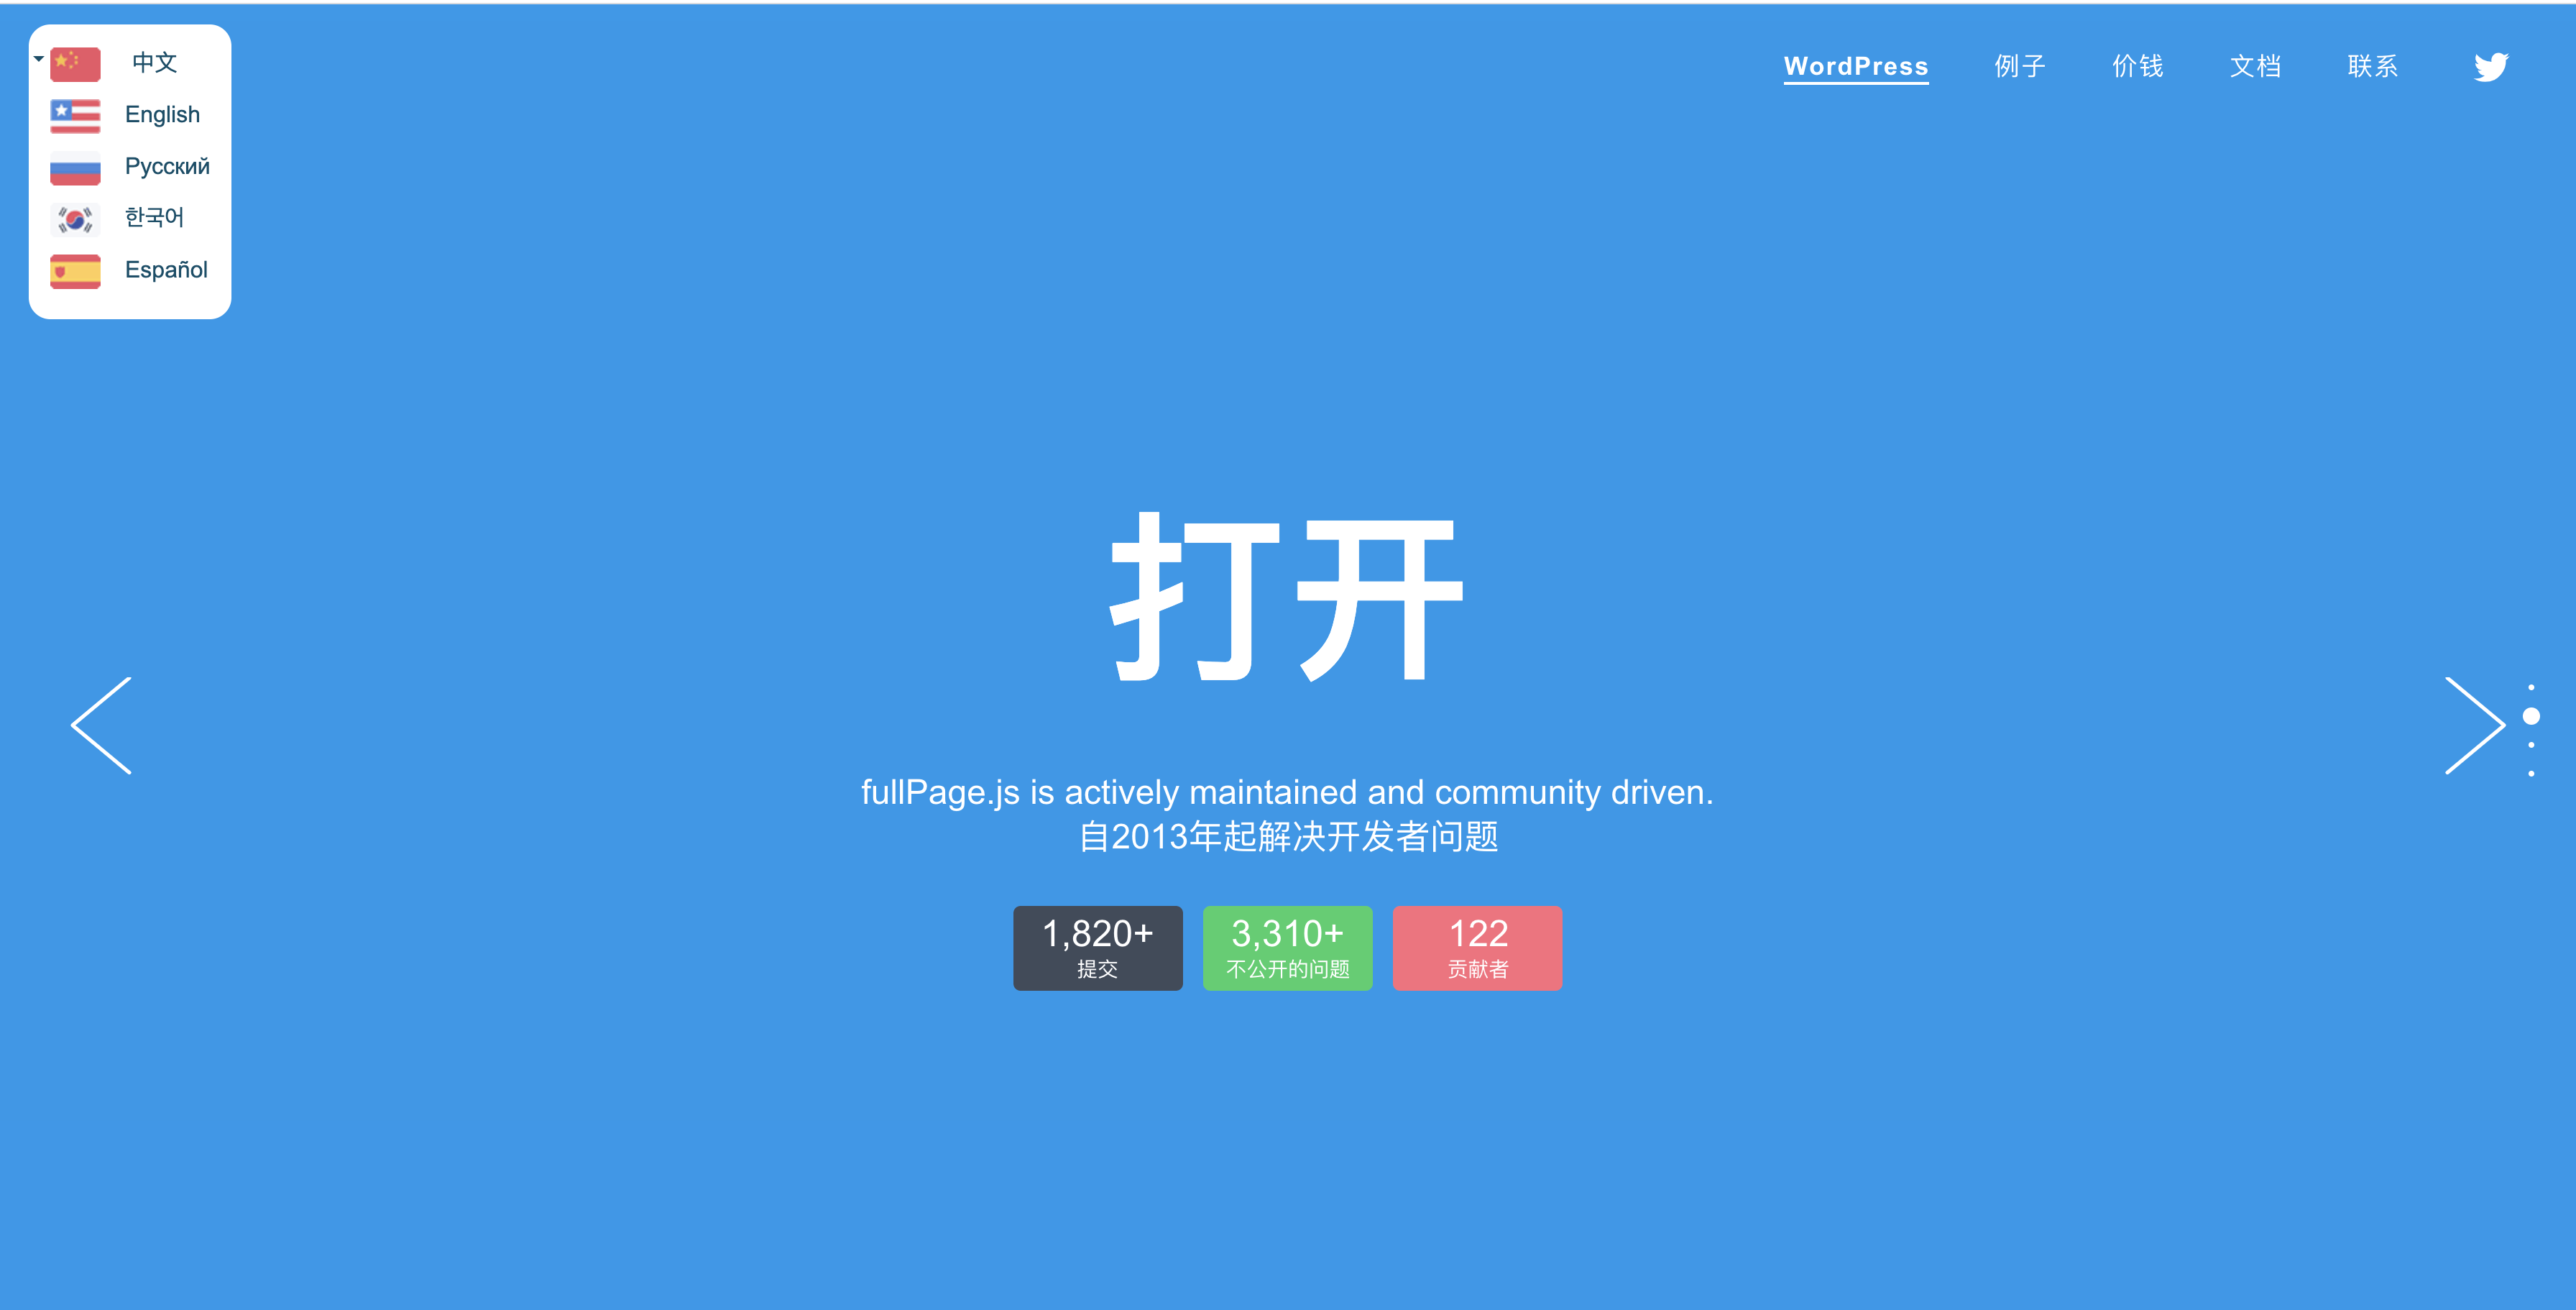 中文
English
Русский
한국어
Español
WordPress 例子 价钱 文档 联系
打开
fullPage.js is actively maintained and community driven.
自2013年起解决开发者问题
1,820+ 3,310+ 122
提交 不公开的问题 贡献者